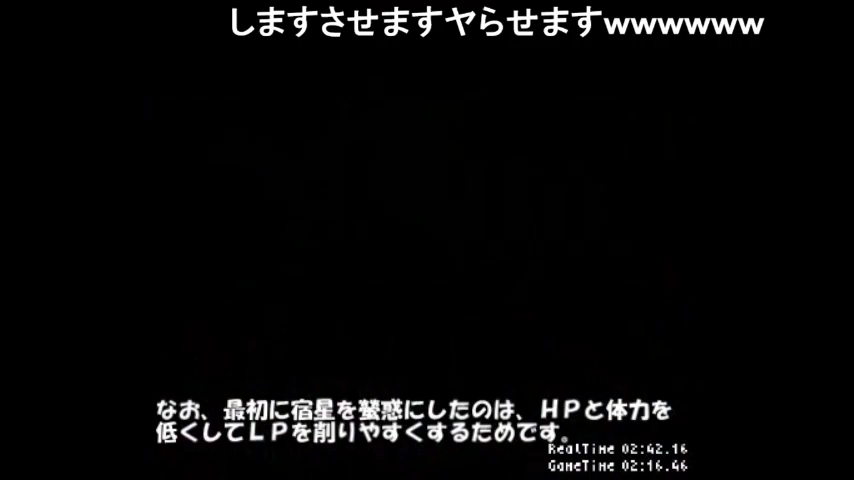 しますさせますヤらせますwwwwww
なお、最初に宿星を螢惑にしたのは、ＨＰと体力を
低くしてＬＰを削りやすくするためです。
RealTime 02:42.16
GameTime 02:16.46